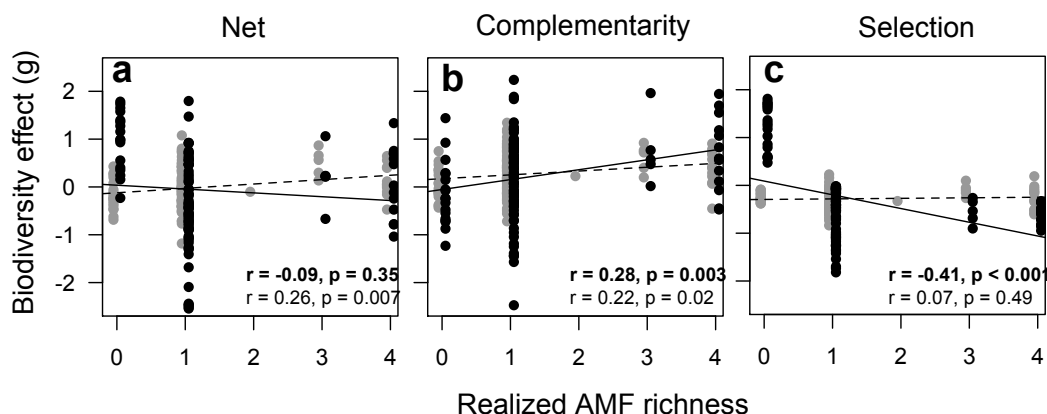 Net
Complementarity
Selection
Biodiversity effect (g)
a
b
c
2
1
0
-1
-2
r = -0.09, p = 0.35
r = 0.26, p = 0.007
r = 0.28, p = 0.003
r = 0.22, p = 0.02
r = -0.41, p < 0.001
r = 0.07, p = 0.49
0 1 2 3 4
0 1 2 3 4
0 1 2 3 4
Realized AMF richness